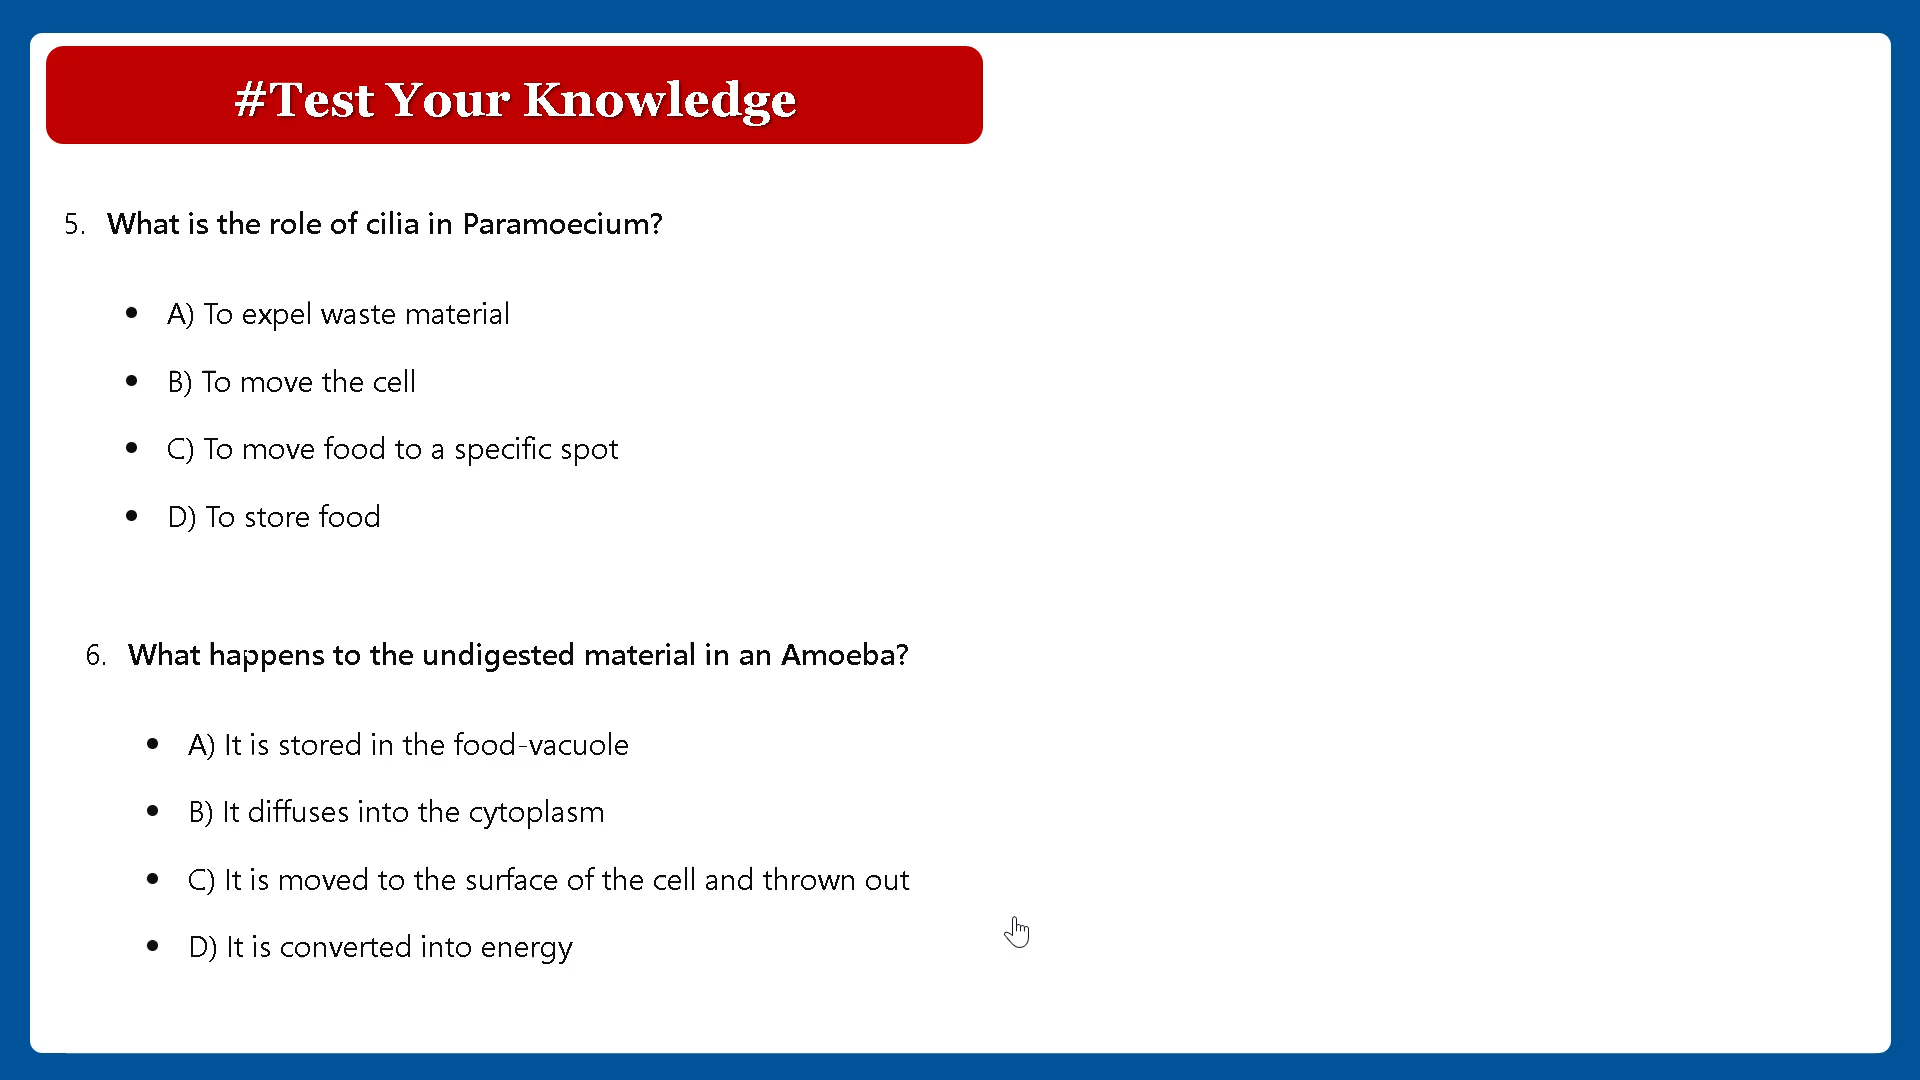 #Test Your Knowledge
5. What is the role of cilia in Paramoecium?
• A) To expel waste material
• B) To move the cell
• C) To move food to a specific spot
• D) To store food
6. What happens to the undigested material in an Amoeba?
• A) It is stored in the food-vacuole
• B) It diffuses into the cytoplasm
• C) It is moved to the surface of the cell and thrown out
• D) It is converted into energy